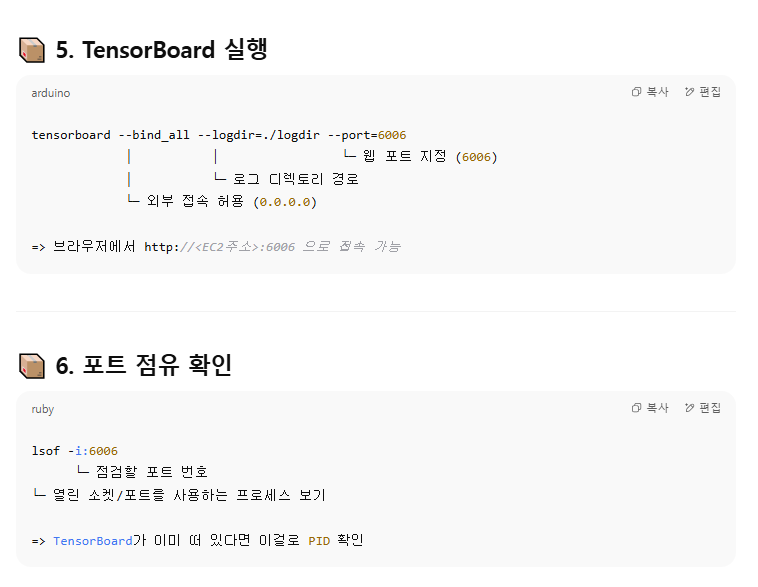 📦 5. TensorBoard 실행
arduino
복사 편집
tensorboard --bind_all --logdir=./logdir --port=6006
│ │ └─ 웹 포트 지정 (6006)
│ └─ 로그 디렉토리 경로
└─ 외부 접속 허용 (0.0.0.0)
=> 브라우저에서 http://<EC2주소>:6006 으로 접속 가능
📦 6. 포트 점유 확인
ruby
복사 편집
lsof -i:6006
└─ 점검할 포트 번호
└─ 열린 소켓/포트를 사용하는 프로세스 보기
=> TensorBoard가 이미 떠 있다면 이걸로 PID 확인